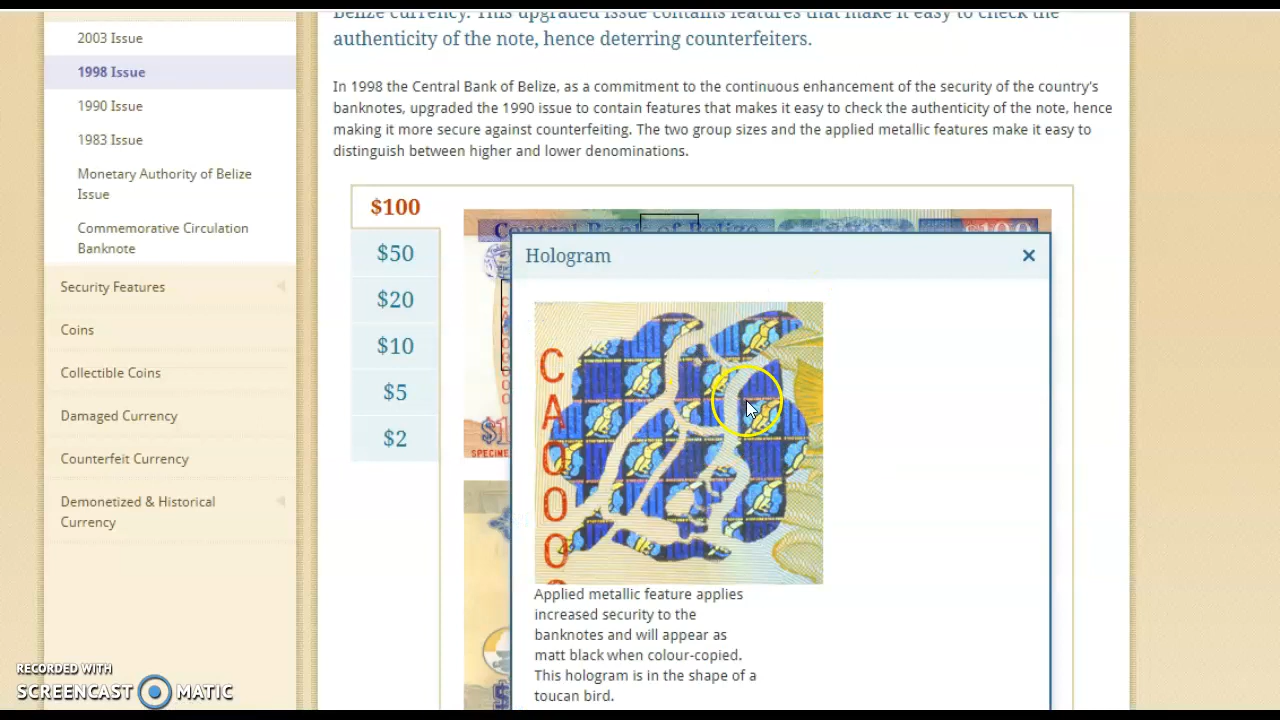 Belize currency. This upgraded issue contains features that make it easy to check the
authenticity of the note, hence deterring counterfeiters.
2003 Issue
1998 Issue
1990 Issue
1983 Issue
Monetary Authority of Belize
Issue
Commemorative Circulation
Banknote
Security Features
Coins
Collectible Coins
Damaged Currency
Counterfeit Currency
Demonetized & Historical
Currency
In 1998 the Central Bank of Belize, as a commitment to the continuous enhancement of the security of the country's
banknotes, upgraded the 1990 issue to contain features that makes it easy to check the authenticity of the note, hence
making it more secure against counterfeiting. The two group sizes and the applied metallic features make it easy to
distinguish between higher and lower denominations.
$100
$50
$20
$10
$5
$2
Central Bank of Belize
$100
SPECIME
Hologram
Applied metallic feature applies
increased security to the
banknotes and will appear as
matt black when colour-copied.
This hologram is in the shape of a
toucan bird.
RECORDED WITH
SCREENCAST MATIC